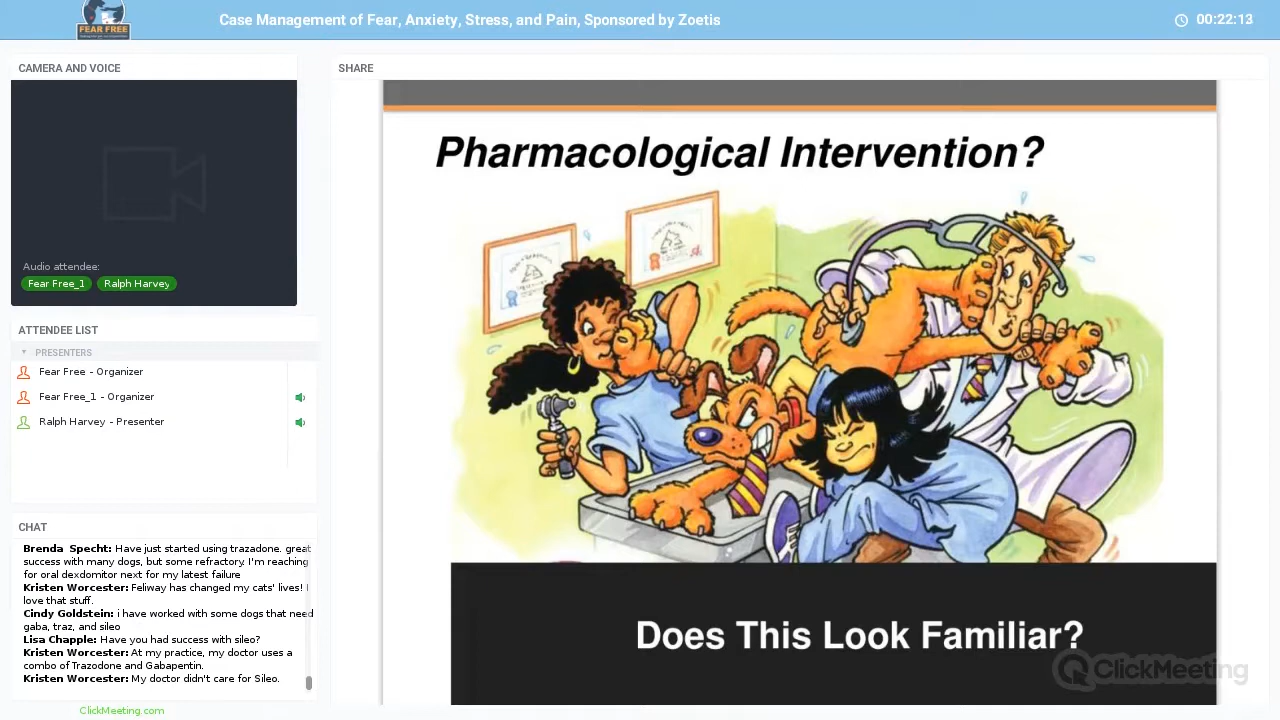 FEAR FREE
Case Management of Fear, Anxiety, Stress, and Pain, Sponsored by Zoetis
00:22:13
CAMERA AND VOICE
Audio attendee:
Fear Free_1
Ralph Harvey
ATTENDEE LIST
PRESENTERS
Fear Free - Organizer
Fear Free_1 - Organizer
Ralph Harvey - Presenter
CHAT
Brenda Specht: Have just started using trazadone. great
success with many dogs, but some refractory. I'm reaching
for oral dexdomitor next for my latest failure
Kristen Worcester: Feliway has changed my cats' lives! I
love that stuff.
Cindy Goldstein: i have worked with some dogs that need
gaba, traz, and sileo
Lisa Chapple: Have you had success with sileo?
Kristen Worcester: At my practice, my doctor uses a
combo of Trazodone and Gabapentin.
Kristen Worcester: My doctor didn't care for Sileo.
ClickMeeting.com
SHARE
Pharmacological Intervention?
Does This Look Familiar?
ClickMeeting